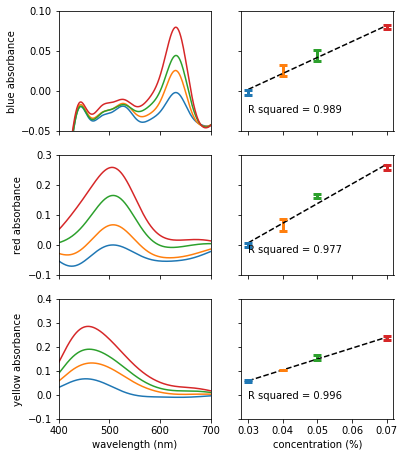 0.10
0.05
0.00
−0.05
blue absorbance
R squared = 0.989
0.3
0.2
0.1
0.0
−0.1
red absorbance
R squared = 0.977
0.4
0.3
0.2
0.1
0.0
−0.1
yellow absorbance
R squared = 0.996
400 500 600 700
0.03 0.04 0.05 0.06 0.07
wavelength (nm)
concentration (%)